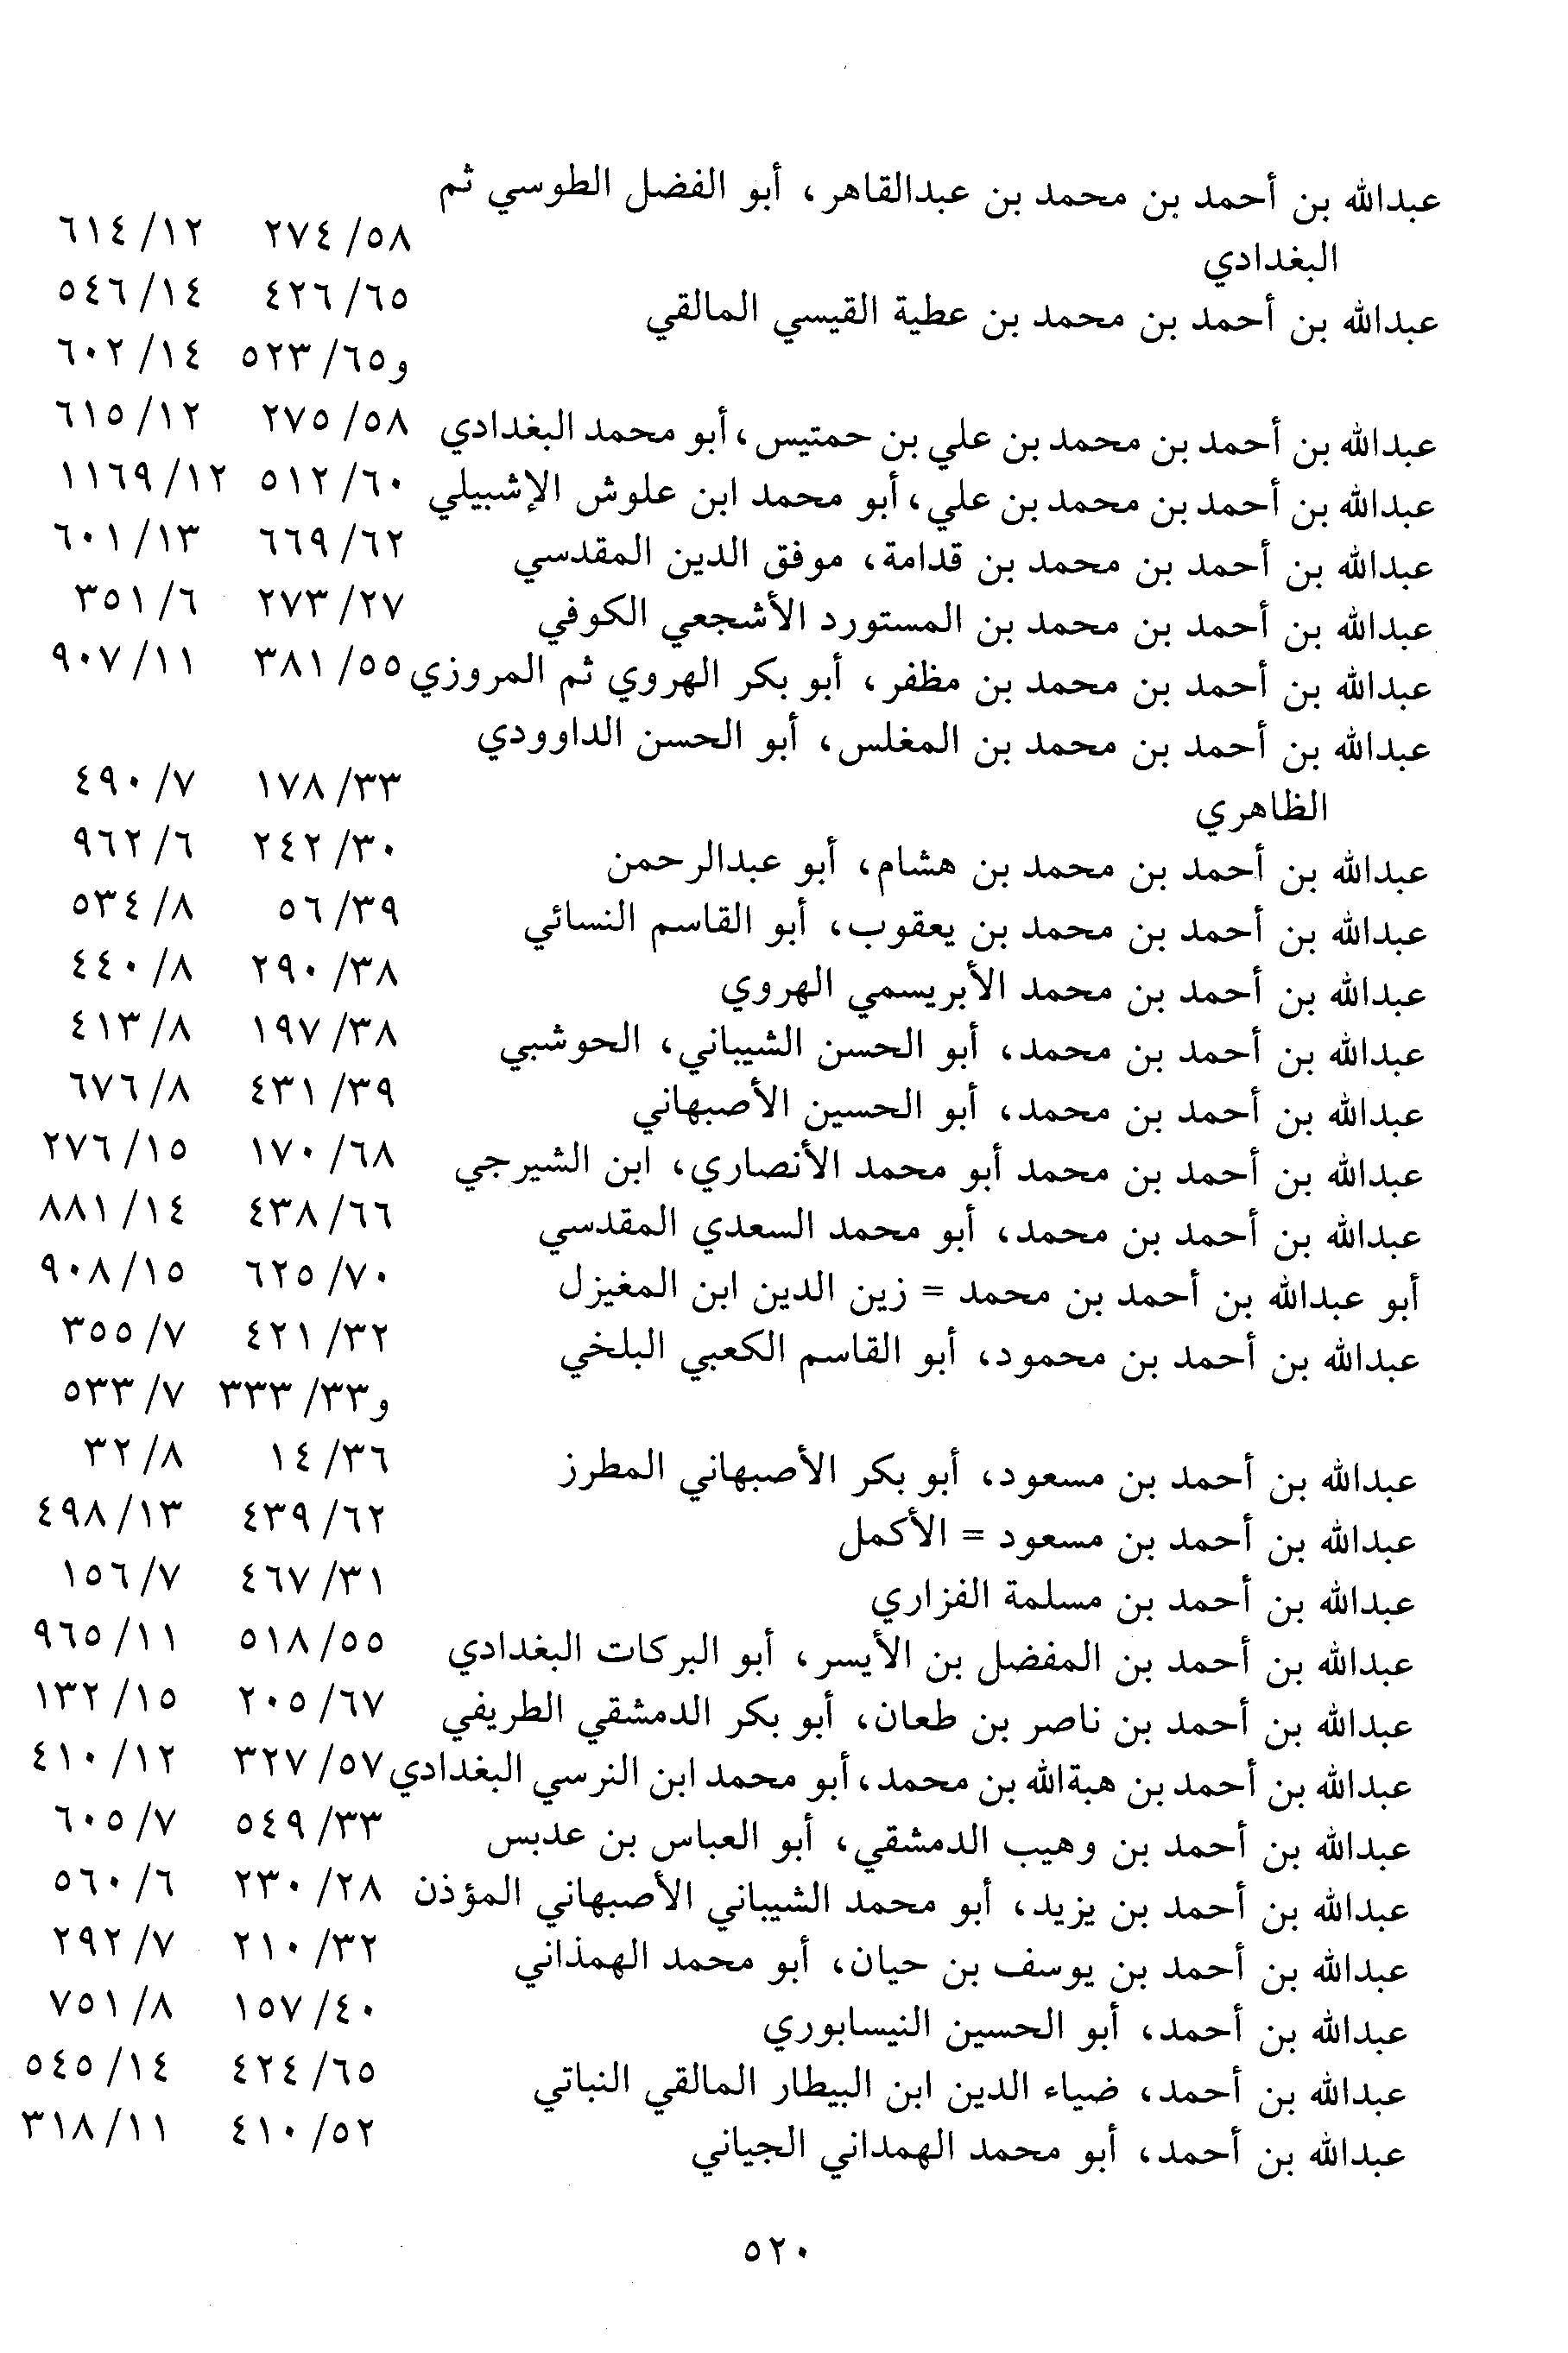 عبدالله بن أحمد بن محمد بن عبدالقاهر، أبو الفضل الطوسي ثم
البغدادي ٥٨/ ٢٧٤ ١٢/ ٦١٤
عبدالله بن أحمد بن محمد بن عطية القيسي المالقي ٦٥/ ٤٢٦ ١٤/ ٥٤٦
و٦٥/ ٥٢٣ ١٤/ ٦٠٢
عبدالله بن أحمد بن محمد بن علي بن حمتيس، أبو محمد البغدادي ٥٨/ ٢٧٥ ١٢/ ٦١٥
عبدالله بن أحمد بن محمد بن علي، أبو محمد ابن علوش الإشبيلي ٦٠/ ٥١٢ ١٢/ ١١٦٩
عبدالله بن أحمد بن محمد بن قدامة، موفق الدين المقدسي ٦٢/ ٦٦٩ ١٣/ ٦٠١
عبدالله بن أحمد بن محمد بن المستورد الأشجعي الكوفي ٢٧/ ٢٧٣ ٦/ ٣٥١
عبدالله بن أحمد بن محمد بن مظفر، أبو بكر الهروي ثم المروزي ٥٥/ ٣٨١ ١١/ ٩٠٧
عبدالله بن أحمد بن محمد بن المغلس، أبو الحسن الداوودي
الظاهري ٣٣/ ١٧٨ ٧/ ٤٩٠
عبدالله بن أحمد بن محمد بن هشام، أبو عبدالرحمن ٣٠/ ٢٤٢ ٦/ ٩٦٢
عبدالله بن أحمد بن محمد بن يعقوب، أبو القاسم النسائي ٣٩/ ٥٦ ٨/ ٥٣٤
عبدالله بن أحمد بن محمد الأبريسمي الهروي ٣٨/ ٢٩٠ ٨/ ٤٤٠
عبدالله بن أحمد بن محمد، أبو الحسن الشيباني، الحوشبي ٣٨/ ١٩٧ ٨/ ٤١٣
عبدالله بن أحمد بن محمد، أبو الحسين الأصبهاني ٣٩/ ٤٣١ ٨/ ٦٧٦
عبدالله بن أحمد بن محمد أبو محمد الأنصاري، ابن الشيرجي ٦٨/ ١٧٠ ١٥/ ٢٧٦
عبدالله بن أحمد بن محمد، أبو محمد السعدي المقدسي ٦٦/ ٤٣٨ ١٤/ ٨٨١
أبو عبدالله بن أحمد بن محمد = زين الدين ابن المغيزل ٧٠/ ٦٢٥ ١٥/ ٩٠٨
عبدالله بن أحمد بن محمود، أبو القاسم الكعبي البلخي ٣٢/ ٤٢١ ٧/ ٣٥٥
و٣٣/ ٣٣٣ ٧/ ٥٣٣
عبدالله بن أحمد بن مسعود، أبو بكر الأصبهاني المطرز ٣٦/ ١٤ ٨/ ٣٢
عبدالله بن أحمد بن مسعود = الأكمل ٦٢/ ٤٣٩ ١٣/ ٤٩٨
عبدالله بن أحمد بن مسلمة الفزاري ٣١/ ٤٦٧ ٧/ ١٥٦
عبدالله بن أحمد بن المفضل بن الأيسر، أبو البركات البغدادي ٥٥/ ٥١٨ ١١/ ٩٦٥
عبدالله بن أحمد بن ناصر بن طعان، أبو بكر الدمشقي الطريفي ٦٧/ ٢٠٥ ١٥/ ١٣٢
عبدالله بن أحمد بن هبةالله بن محمد، أبو محمد ابن النرسي البغدادي ٥٧/ ٣٢٧ ١٢/ ٤١٠
عبدالله بن أحمد بن وهيب الدمشقي، أبو العباس بن عدبس ٣٣/ ٥٤٩ ٧/ ٦٠٥
عبدالله بن أحمد بن يزيد، أبو محمد الشيباني الأصبهاني المؤذن ٢٨/ ٢٣٠ ٦/ ٥٦٠
عبدالله بن أحمد بن يوسف بن حيان، أبو محمد الهمذاني ٣٢/ ٢١٠ ٧/ ٢٩٢
عبدالله بن أحمد، أبو الحسين النيسابوري ٤٠/ ١٥٧ ٨/ ٧٥١
عبدالله بن أحمد، ضياء الدين ابن البيطار المالقي النباتي ٦٥/ ٤٢٤ ١٤/ ٥٤٥
عبدالله بن أحمد، أبو محمد الهمداني الجياني ٥٢/ ٤١٠ ١١/ ٣١٨
٥٢٠